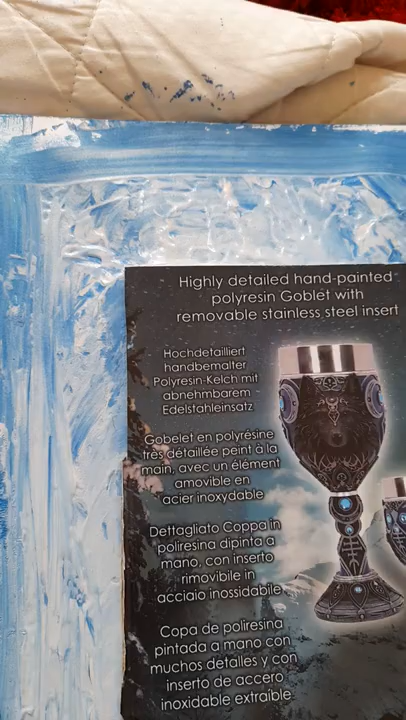 Highly detailed hand-painted
polyresin Goblet with
removable stainless steel insert
Hochdetailliert
handbemalter
Polyresin-Kelch mit
abnehmbarem
Edelstahleinsatz
Gobelet en polyrésine
très détaillée peint à la
main, avec un élément
amovible en
acier inoxydable
Dettagliato Coppa in
poliresina dipinta a
mano, con inserto
rimovibile in
acciaio inossidabile
Copa de poliresina
pintada a mano con
muchos detalles y con
inserto de accero
inoxidable extraíble